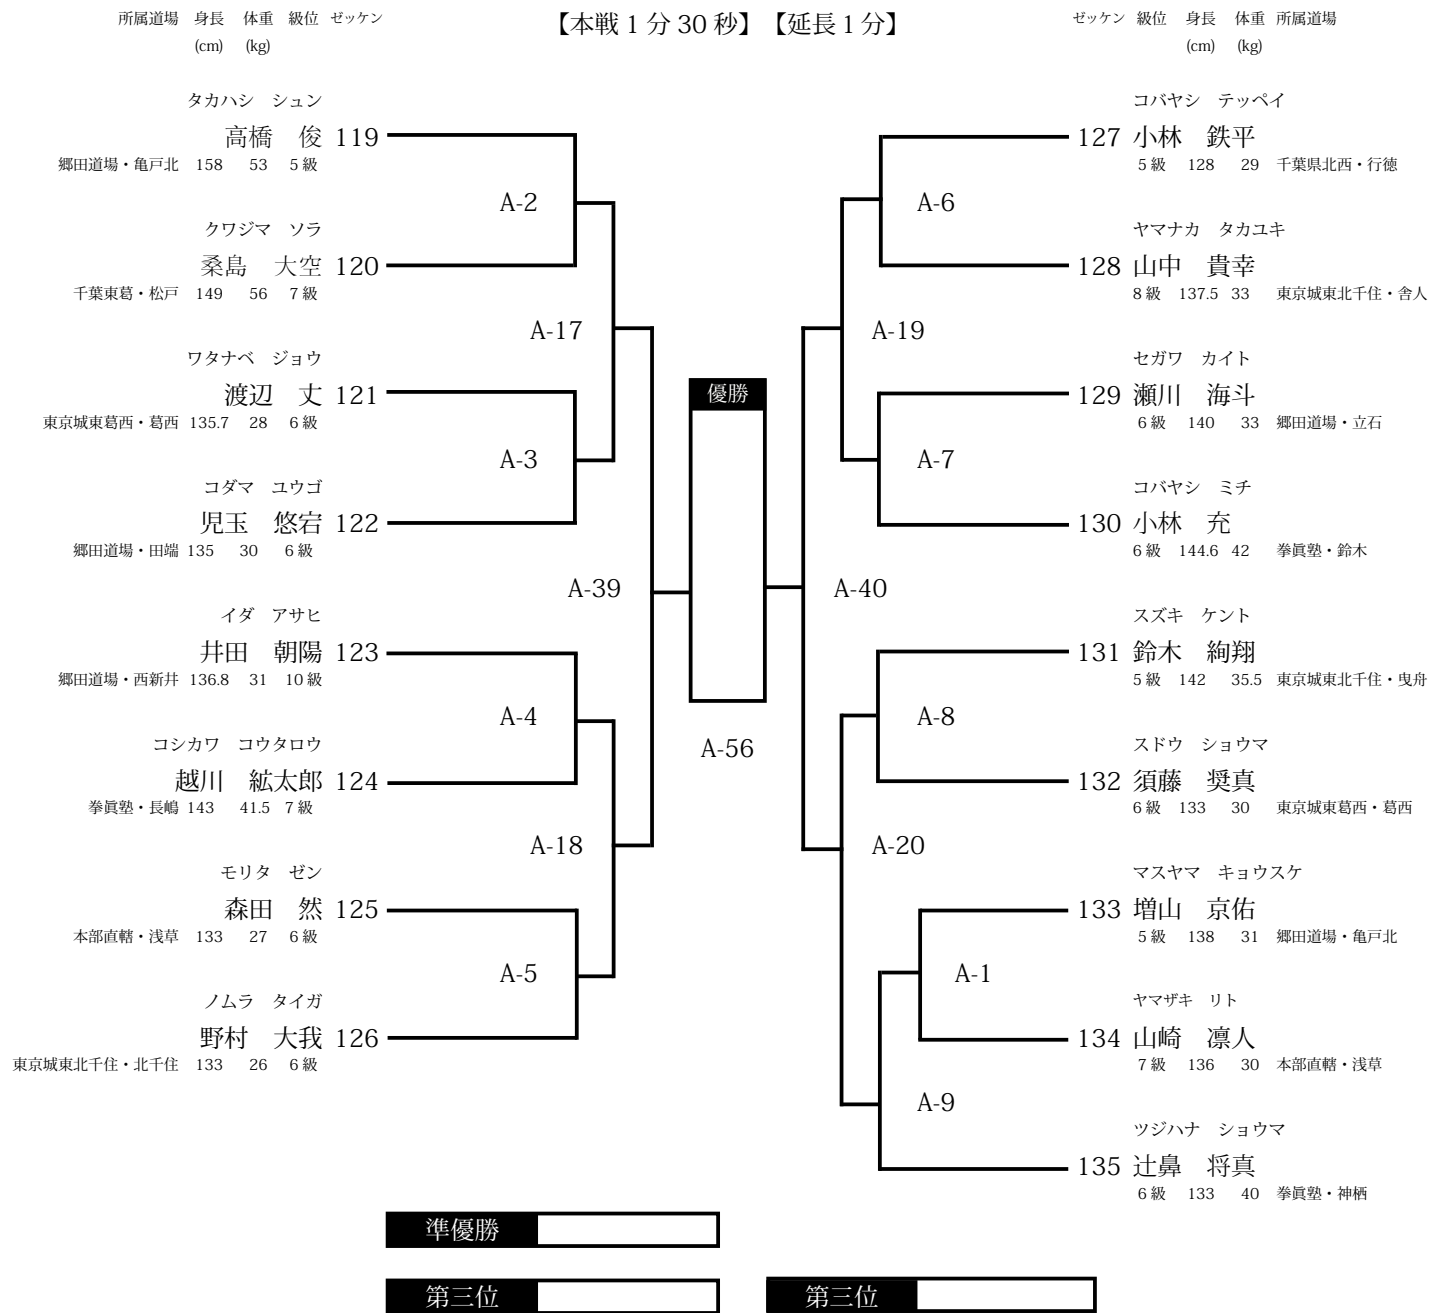 所属道場 身長 体重 級位 ゼッケン
(cm) (kg)
【本戦 1 分 30 秒】【延長 1 分】
ゼッケン 級位 身長 体重 所属道場
(cm) (kg)
タカハシ シュン
高橋 俊 119
郷田道場・亀戸北 158 53 5 級
クワジマ ソラ
桑島 大空 120
千葉東葛・松戸 149 56 7 級
ワタナベ ジョウ
渡辺 丈 121
東京城東葛西・葛西 135.7 28 6 級
コダマ ユウゴ
児玉 悠宕 122
郷田道場・田端 135 30 6 級
イダ アサヒ
井田 朝陽 123
郷田道場・西新井 136.8 31 10 級
コシカワ コウタロウ
越川 紘太郎 124
拳眞塾・長嶋 143 41.5 7 級
モリタ ゼン
森田 然 125
本部直轄・浅草 133 27 6 級
ノムラ タイガ
野村 大我 126
東京城東北千住・北千住 133 26 6 級
A-2
A-17
A-3
A-39
A-4
A-18
A-5
優勝
A-56
A-6
A-19
A-7
A-40
A-8
A-20
A-1
A-9
コバヤシ テッペイ
127 小林 鉄平
5 級 128 29 千葉県北西・行徳
ヤマナカ タカユキ
128 山中 貴幸
8 級 137.5 33 東京城東北千住・舎人
セガワ カイト
129 瀬川 海斗
6 級 140 33 郷田道場・立石
コバヤシ ミチ
130 小林 充
6 級 144.6 42 拳眞塾・鈴木
スズキ ケント
131 鈴木 絢翔
5 級 142 35.5 東京城東北千住・曳舟
スドウ ショウマ
132 須藤 奨真
6 級 133 30 東京城東葛西・葛西
マスヤマ キョウスケ
133 増山 京佑
5 級 138 31 郷田道場・亀戸北
ヤマザキ リト
134 山崎 凛人
7 級 136 30 本部直轄・浅草
ツジハナ ショウマ
135 辻鼻 将真
6 級 133 40 拳眞塾・神栖
準優勝
第三位
第三位